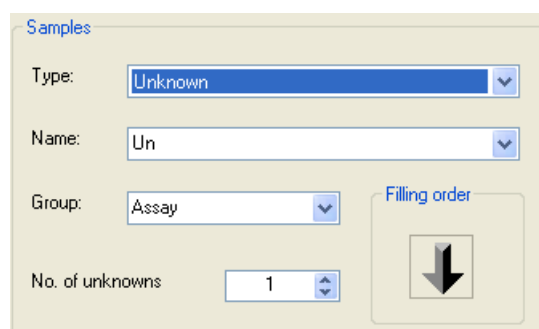 Samples
Type: Unknown
Name: Un
Group: Assay
Filling order
No. of unknowns 1